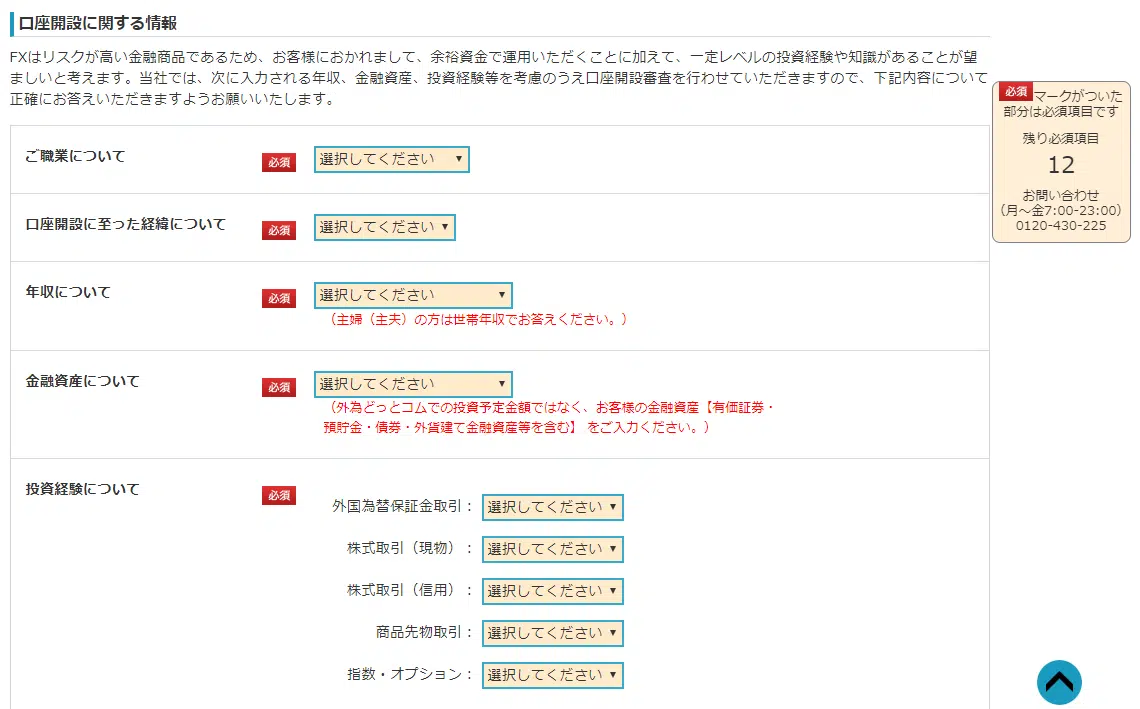 口座開設に関する情報
FXはリスクが高い金融商品であるため、お客様におかれまして、余裕資金で運用いただくことに加えて、一定レベルの投資経験や知識があることが望
ましいと考えます。当社では、次に入力される年収、金融資産、投資経験等を考慮のうえ口座開設審査を行わせていただきますので、下記内容について
正確にお答えいただきますようお願いいたします。
必須 マークがついた
部分は必須項目です
残り必須項目
12
お問い合わせ
(月～金7:00-23:00)
0120-430-225
ご職業について 必須 選択してください
口座開設に至った経緯について 必須 選択してください
年収について 必須 選択してください
（主婦（主夫）の方は世帯年収でお答えください。）
金融資産について 必須 選択してください
（外為どっとコムでの投資予定金額ではなく、お客様の金融資産【有価証券・
預貯金・債券・外貨建て金融資産等を含む】 をご入力ください。）
投資経験について 必須
外国為替保証金取引： 選択してください
株式取引（現物）： 選択してください
株式取引（信用）： 選択してください
商品先物取引： 選択してください
指数・オプション： 選択してください